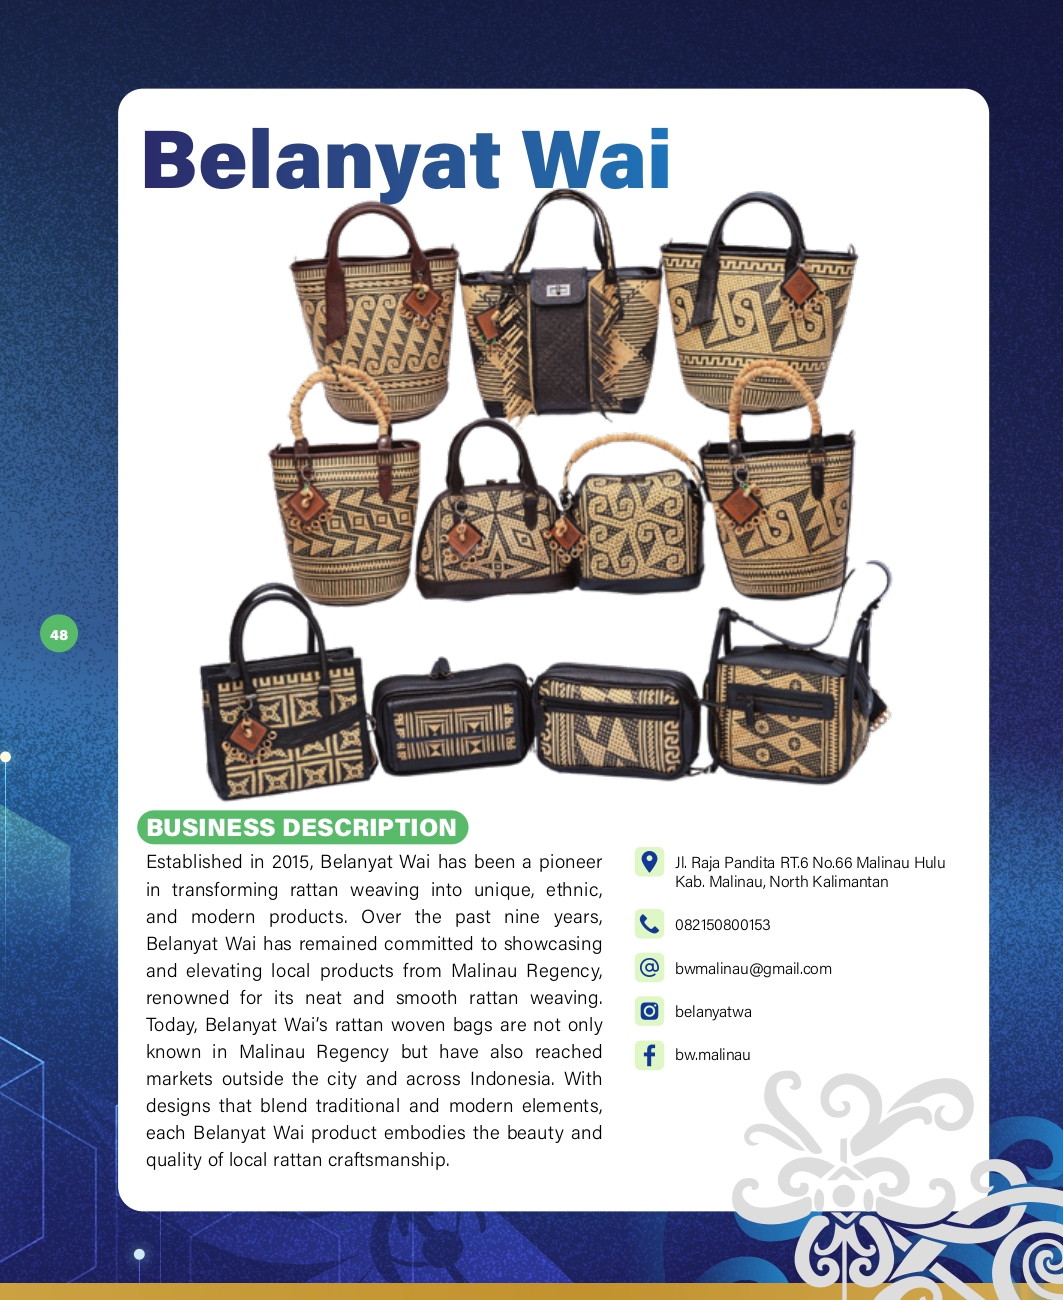 Belanyat Wai
48
BUSINESS DESCRIPTION
Established in 2015, Belanyat Wai has been a pioneer
in transforming rattan weaving into unique, ethnic,
and modern products. Over the past nine years,
Belanyat Wai has remained committed to showcasing
and elevating local products from Malinau Regency,
renowned for its neat and smooth rattan weaving.
Today, Belanyat Wai's rattan woven bags are not only
known in Malinau Regency but have also reached
markets outside the city and across Indonesia. With
designs that blend traditional and modern elements,
each Belanyat Wai product embodies the beauty and
quality of local rattan craftsmanship.
Jl. Raja Pandita RT.6 No.66 Malinau Hulu
Kab. Malinau, North Kalimantan
082150800153
bwmalinau@gmail.com
belanyatwa
bw.malinau